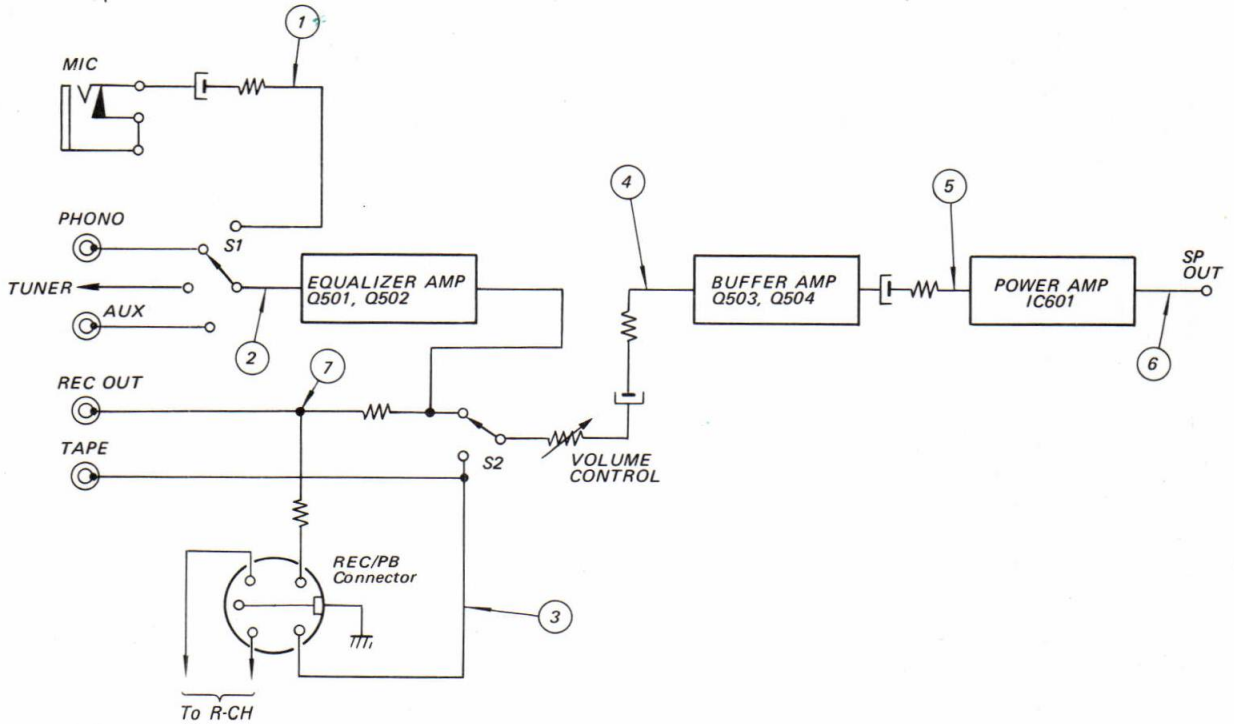 1
MIC
4
5
PHONO
S1
EQUALIZER AMP
Q501, Q502
BUFFER AMP
Q503, Q504
POWER AMP
IC601
SP
OUT
TUNER
AUX
2
6
7
REC OUT
S2
VOLUME
CONTROL
TAPE
REC/PB
Connector
3
To R-CH